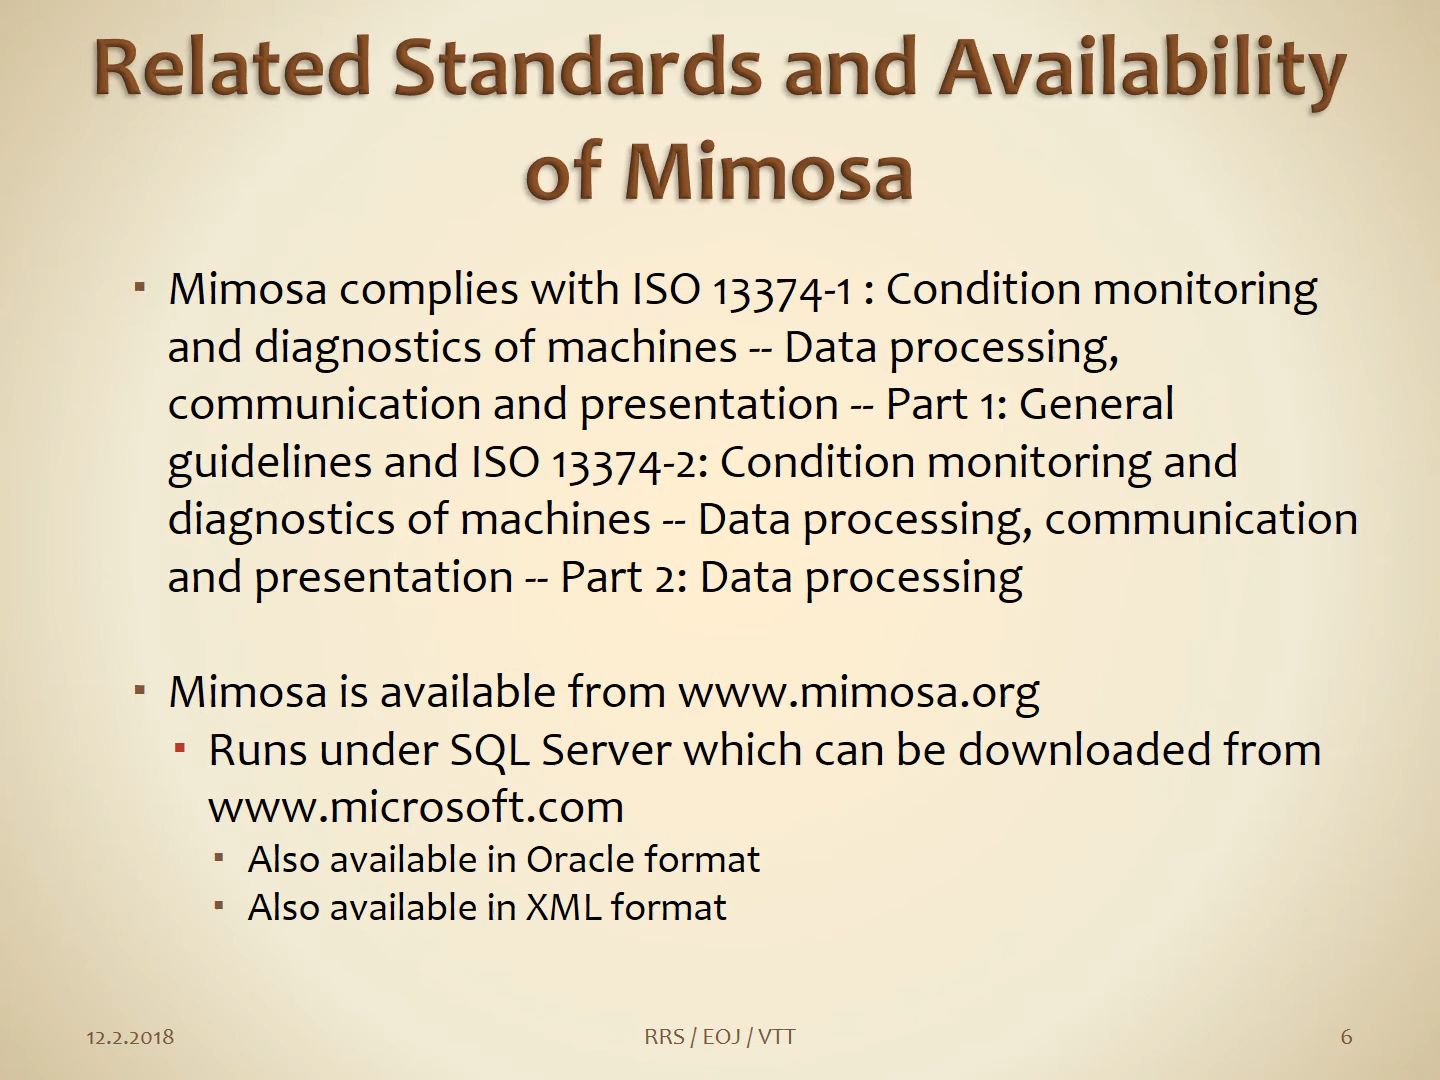 Related Standards and Availability
of Mimosa
▪ Mimosa complies with ISO 13374-1 : Condition monitoring
and diagnostics of machines -- Data processing,
communication and presentation -- Part 1: General
guidelines and ISO 13374-2: Condition monitoring and
diagnostics of machines -- Data processing, communication
and presentation -- Part 2: Data processing
▪ Mimosa is available from www.mimosa.org
▪ Runs under SQL Server which can be downloaded from
www.microsoft.com
▪ Also available in Oracle format
▪ Also available in XML format
12.2.2018
RRS / EOJ / VTT
6